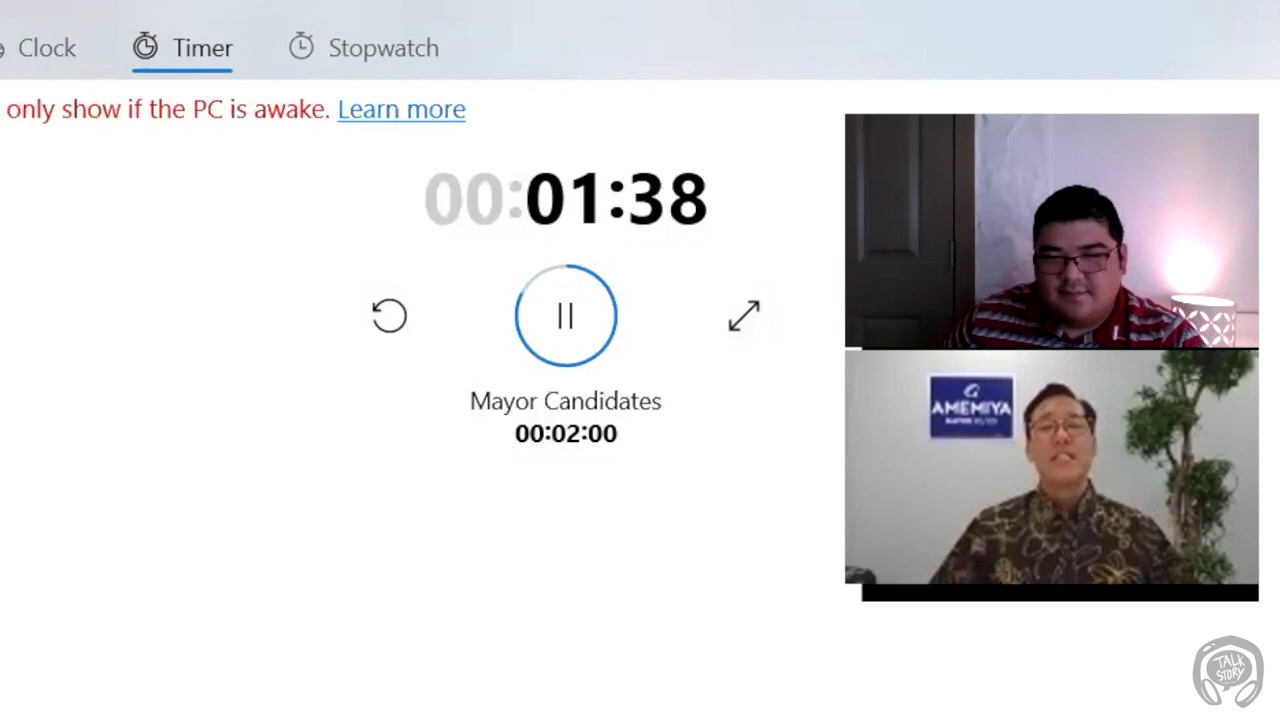 Clock
Timer
Stopwatch
only show if the PC is awake. Learn more
00:01:38
Mayor Candidates
00:02:00
AMEMIYA
TALK
STORY